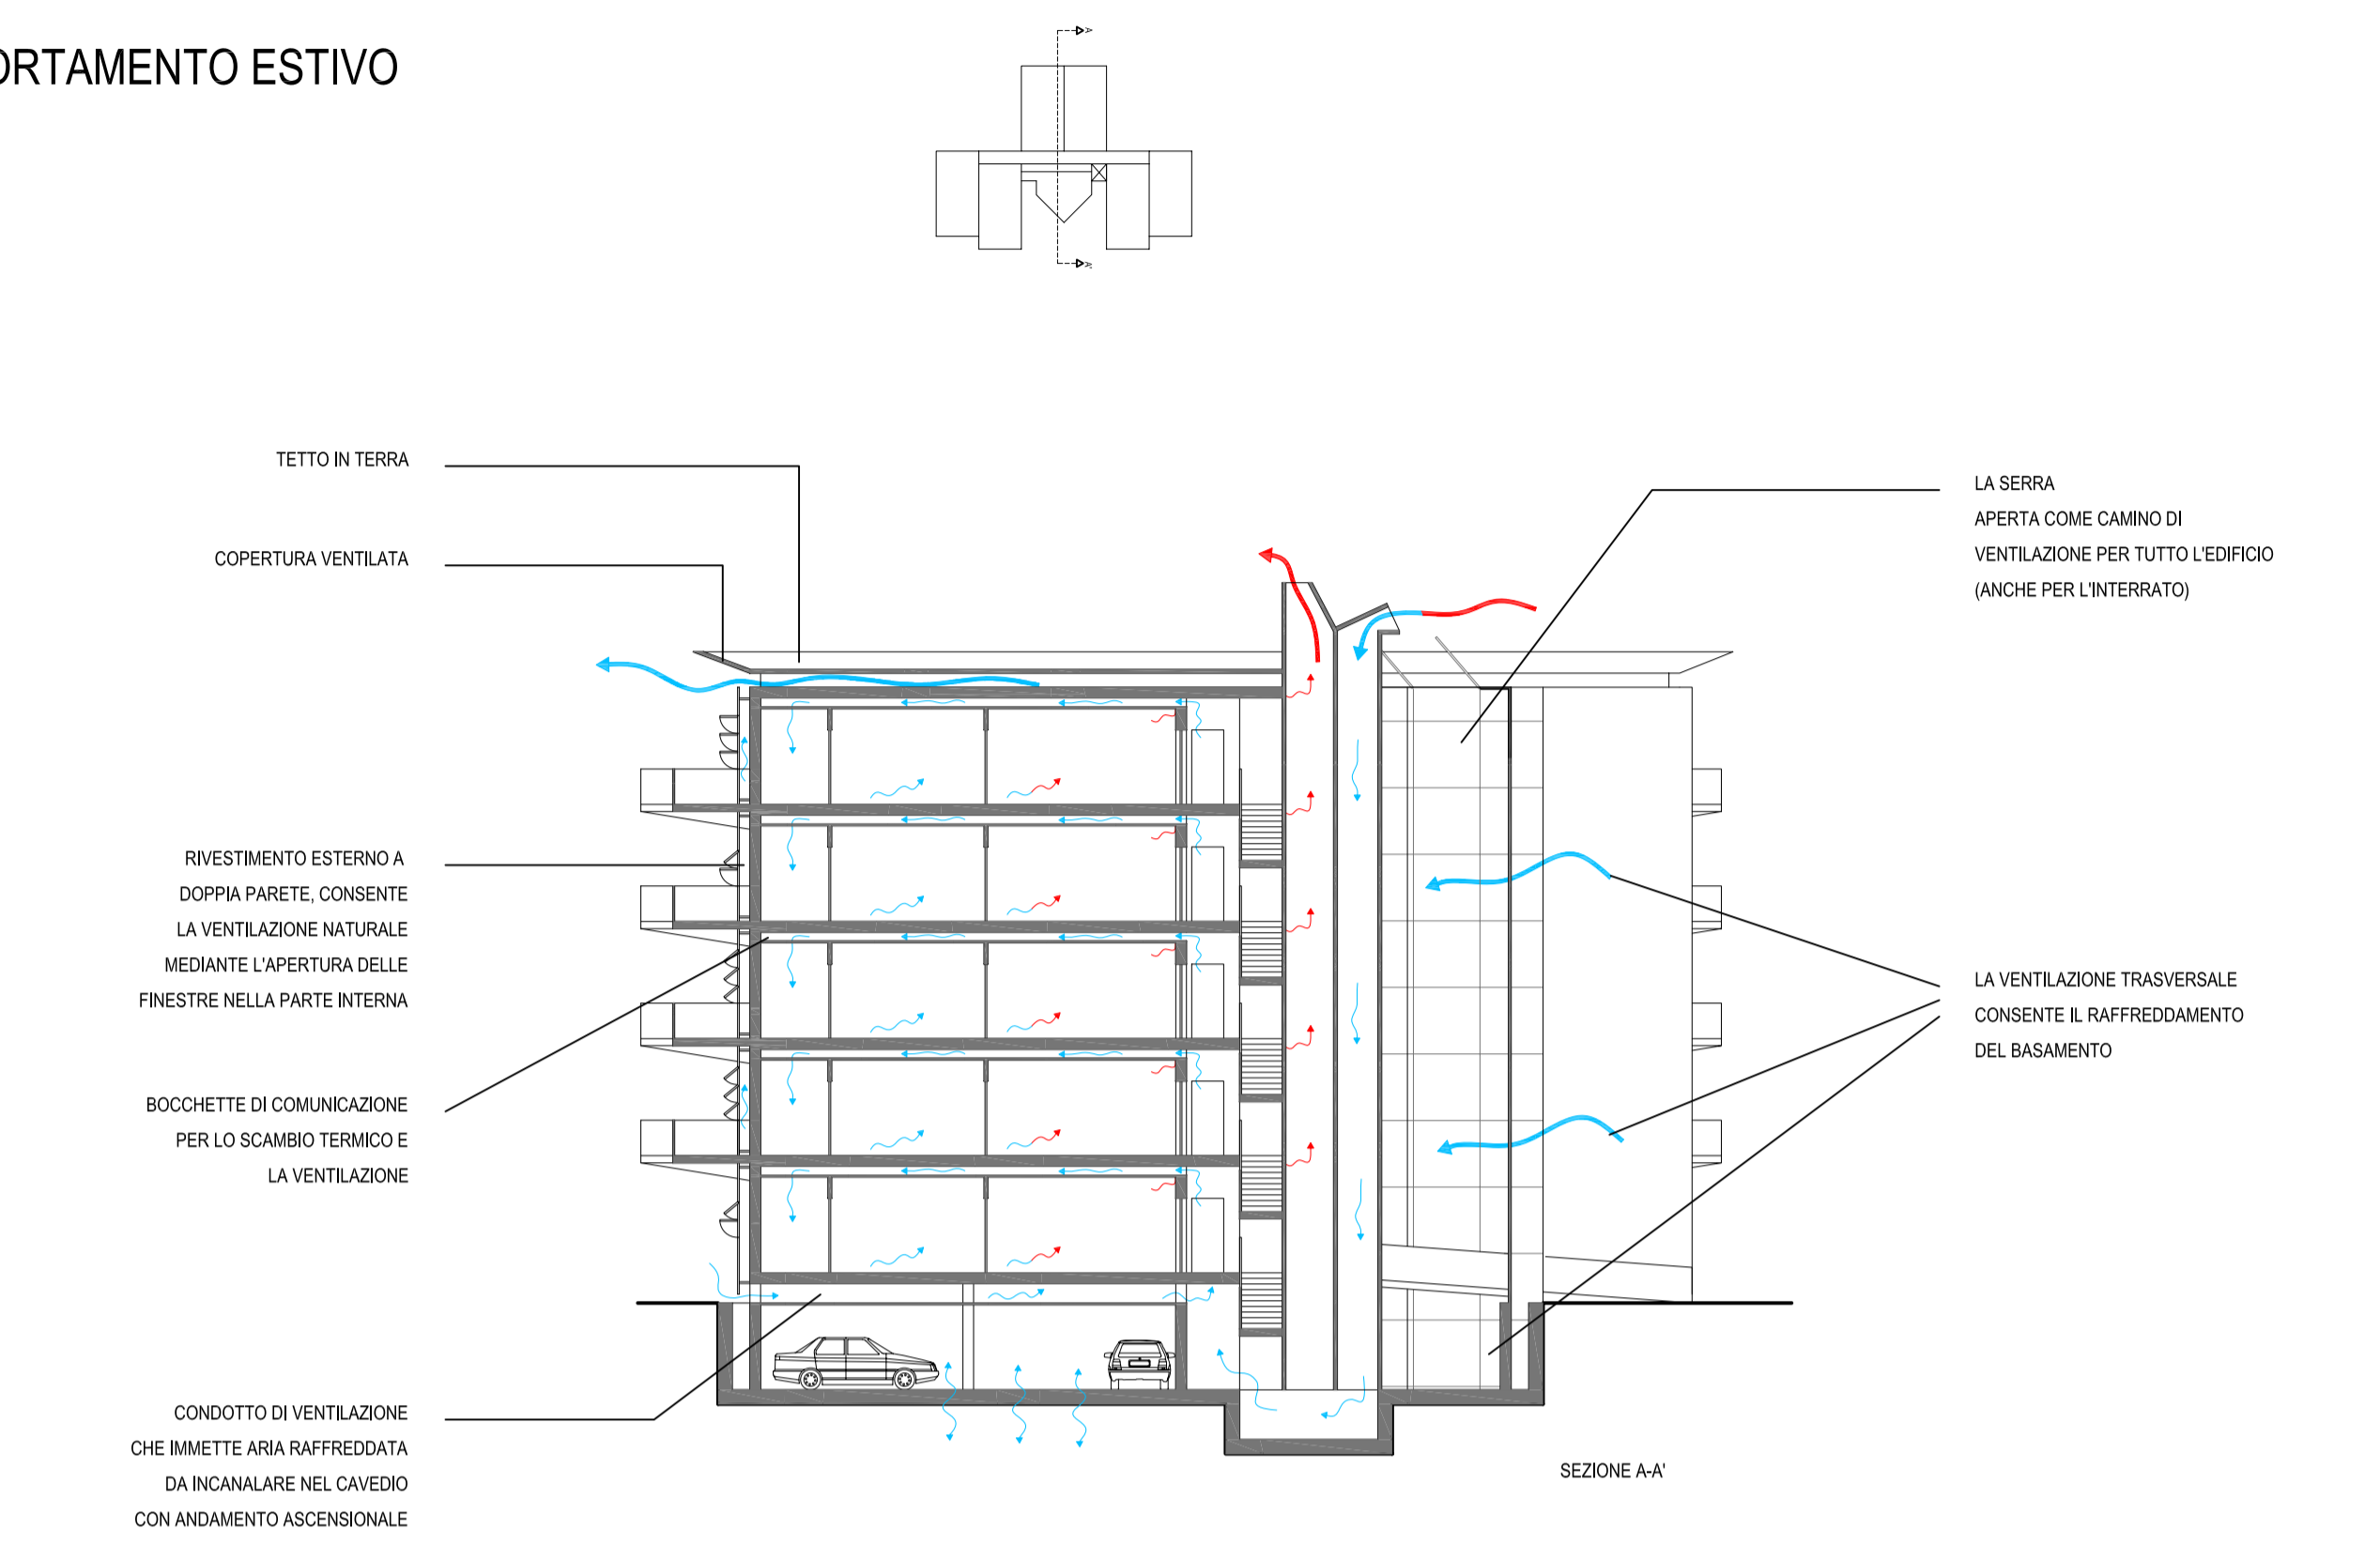 ORTAMENTO ESTIVO
A
A'
TETTO IN TERRA
COPERTURA VENTILATA
RIVESTIMENTO ESTERNO A
DOPPIA PARETE, CONSENTE
LA VENTILAZIONE NATURALE
MEDIANTE L'APERTURA DELLE
FINESTRE NELLA PARTE INTERNA
BOCCHETTE DI COMUNICAZIONE
PER LO SCAMBIO TERMICO E
LA VENTILAZIONE
CONDOTTO DI VENTILAZIONE
CHE IMMETTE ARIA RAFFREDDATA
DA INCANALARE NEL CAVEDIO
CON ANDAMENTO ASCENSIONALE
LA SERRA
APERTA COME CAMINO DI
VENTILAZIONE PER TUTTO L'EDIFICIO
(ANCHE PER L'INTERRATO)
LA VENTILAZIONE TRASVERSALE
CONSENTE IL RAFFREDDAMENTO
DEL BASAMENTO
SEZIONE A-A'